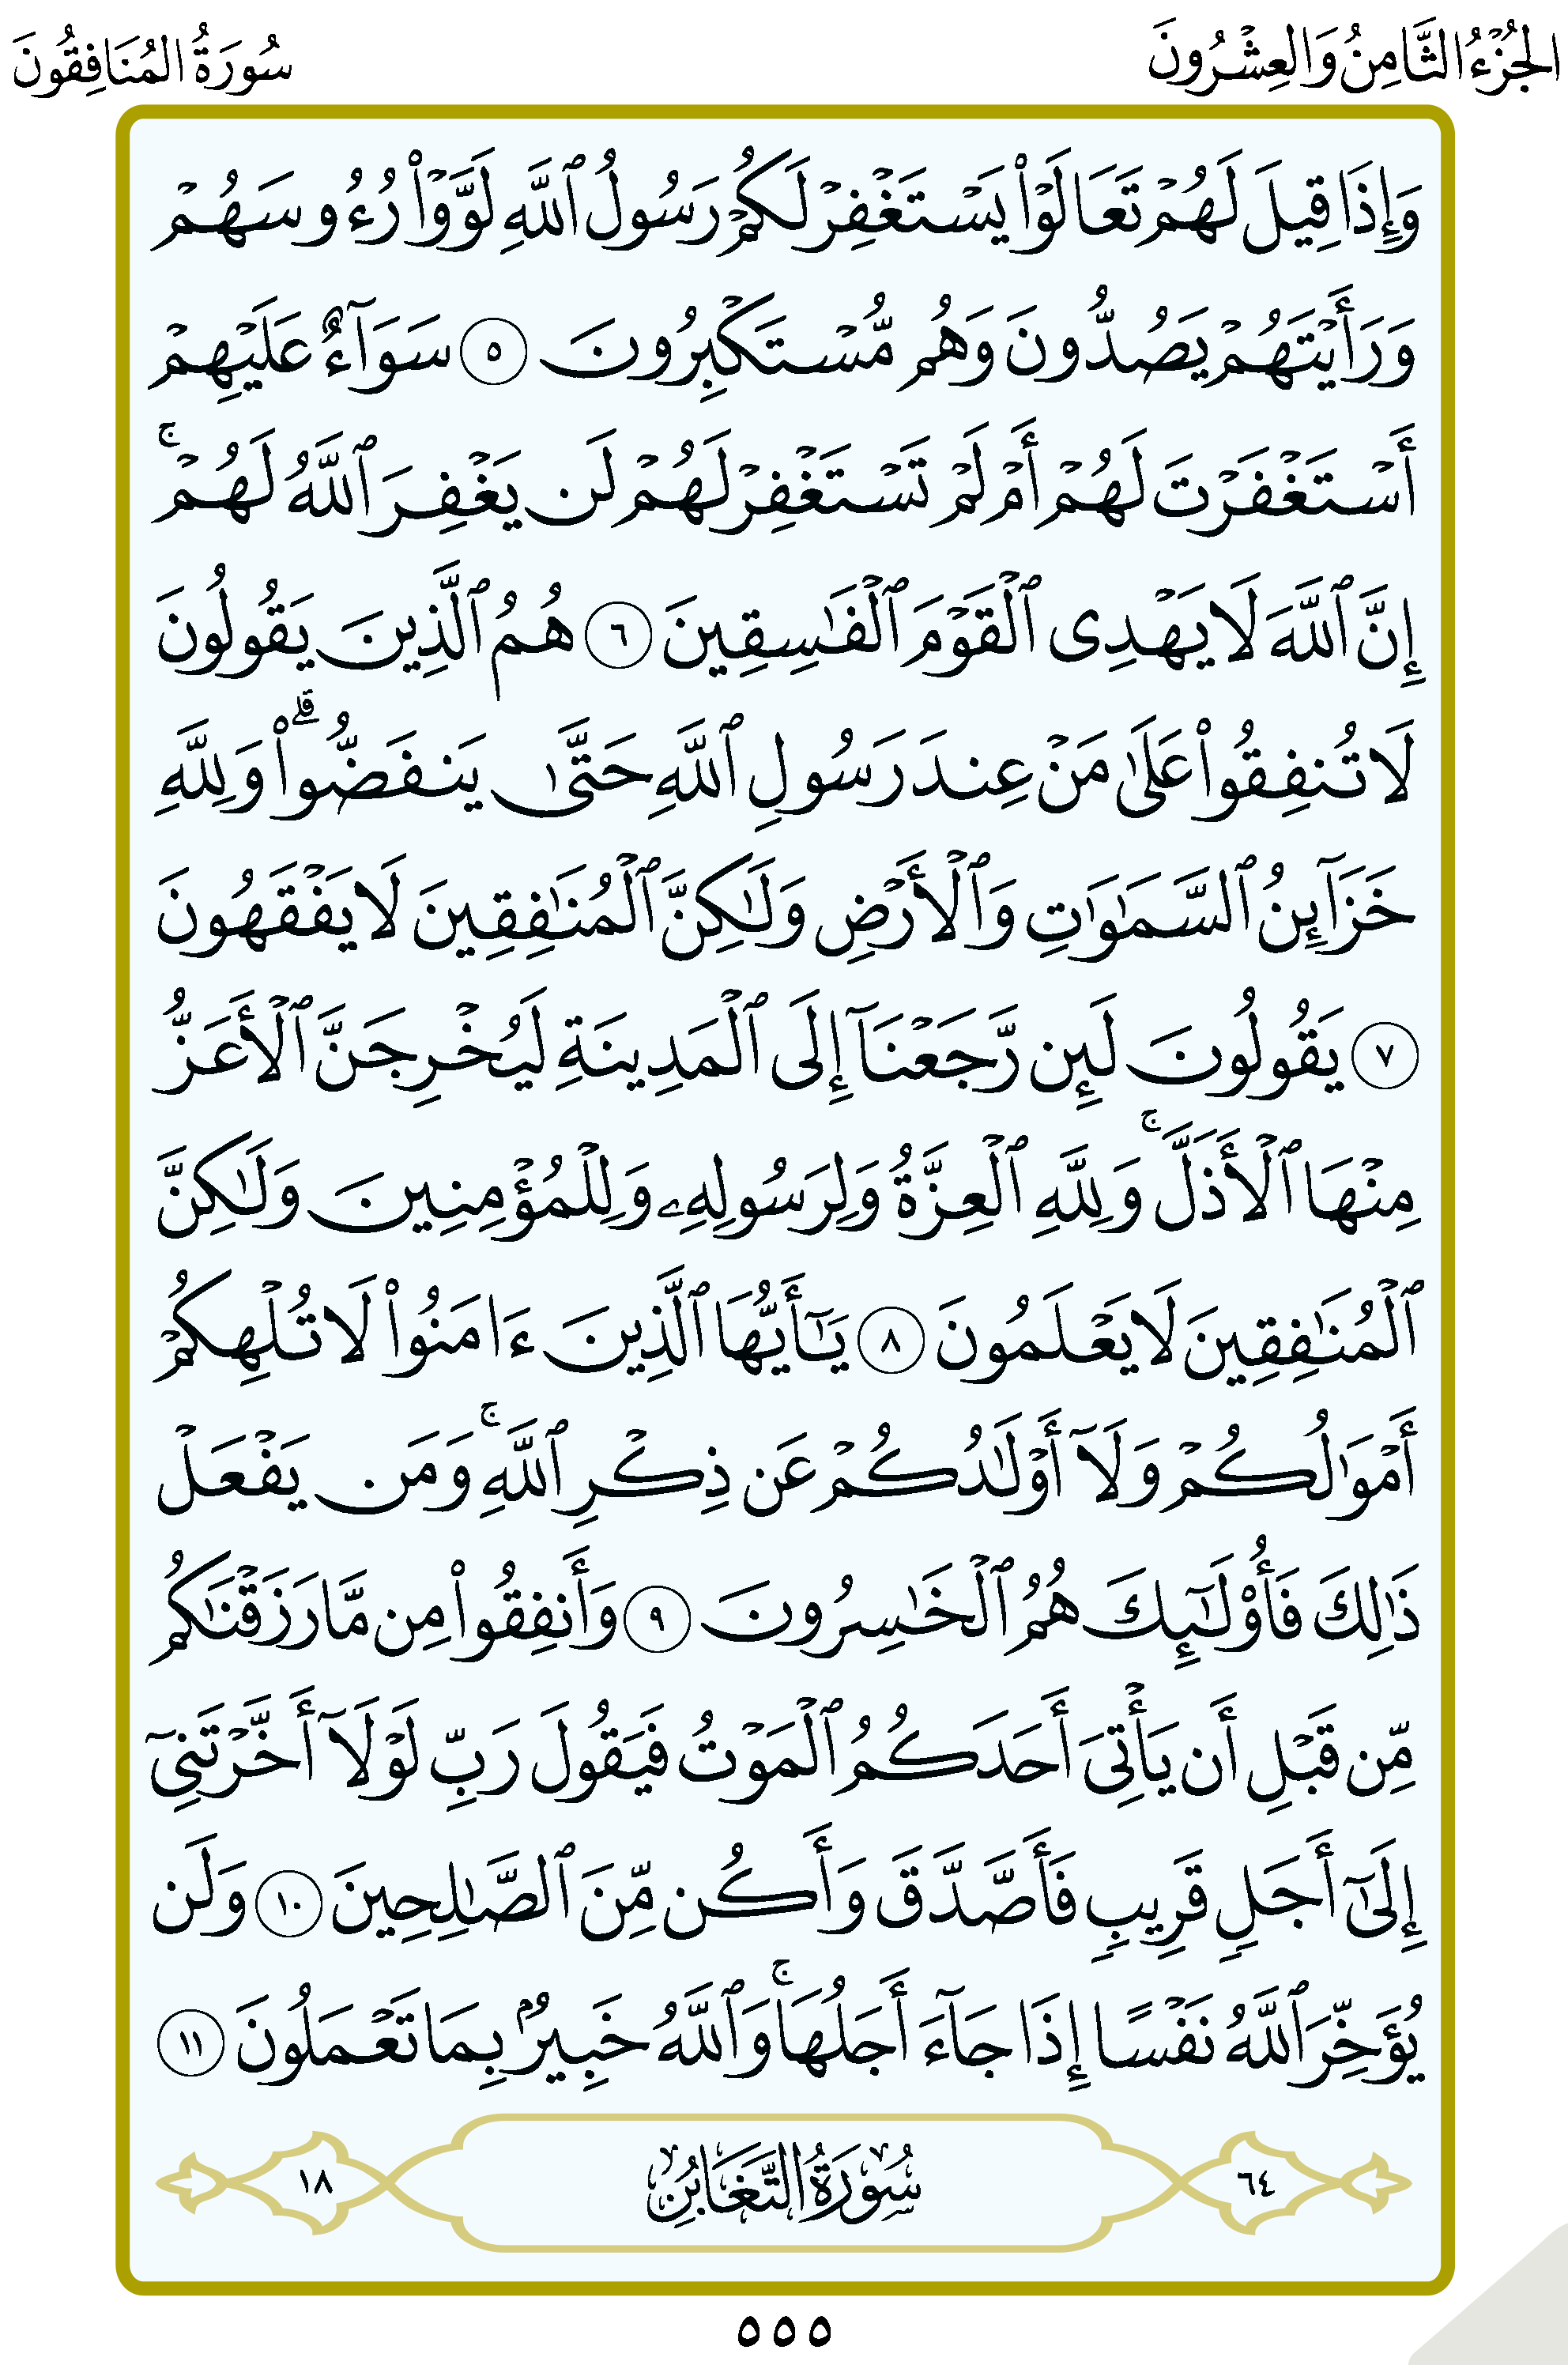 الجُزْءُ الثَّامِنُ وَالعِشْرُونَ
سُورَةُ المُنَافِقُونَ
وَإِذَا قِيلَ لَهُمْ تَعَالَوْا۟ يَسْتَغْفِرْ لَكُمْ رَسُولُ ٱللَّهِ لَوَّوْا۟ رُءُوسَهُمْ
وَرَأَيْتَهُمْ يَصُدُّونَ وَهُم مُّسْتَكْبِرُونَ ٥ سَوَآءٌ عَلَيْهِمْ
أَسْتَغْفَرْتَ لَهُمْ أَمْ لَمْ تَسْتَغْفِرْ لَهُمْ لَن يَغْفِرَ ٱللَّهُ لَهُمْ ۚ
إِنَّ ٱللَّهَ لَا يَهْدِى ٱلْقَوْمَ ٱلْفَـٰسِقِينَ ٦ هُمُ ٱلَّذِينَ يَقُولُونَ
لَا تُنفِقُوا۟ عَلَىٰ مَنْ عِندَ رَسُولِ ٱللَّهِ حَتَّىٰ يَنفَضُّوا۟ ۗ وَلِلَّهِ
خَزَآئِنُ ٱلسَّمَـٰوَٰتِ وَٱلْأَرْضِ وَلَـٰكِنَّ ٱلْمُنَـٰفِقِينَ لَا يَفْقَهُونَ
٧ يَقُولُونَ لَئِن رَّجَعْنَآ إِلَى ٱلْمَدِينَةِ لَيُخْرِجَنَّ ٱلْأَعَزُّ
مِنْهَا ٱلْأَذَلَّ ۚ وَلِلَّهِ ٱلْعِزَّةُ وَلِرَسُولِهِۦ وَلِلْمُؤْمِنِينَ وَلَـٰكِنَّ
ٱلْمُنَـٰفِقِينَ لَا يَعْلَمُونَ ٨ يَـٰٓأَيُّهَا ٱلَّذِينَ ءَامَنُوا۟ لَا تُلْهِكُمْ
أَمْوَٰلُكُمْ وَلَآ أَوْلَـٰدُكُمْ عَن ذِكْرِ ٱللَّهِ ۚ وَمَن يَفْعَلْ
ذَٰلِكَ فَأُو۟لَـٰٓئِكَ هُمُ ٱلْخَـٰسِرُونَ ٩ وَأَنفِقُوا۟ مِن مَّا رَزَقْنَـٰكُم
مِّن قَبْلِ أَن يَأْتِىَ أَحَدَكُمُ ٱلْمَوْتُ فَيَقُولَ رَبِّ لَوْلَآ أَخَّرْتَنِىٓ
إِلَىٰٓ أَجَلٍ قَرِيبٍ فَأَصَّدَّقَ وَأَكُن مِّنَ ٱلصَّـٰلِحِينَ ١٠ وَلَن
يُؤَخِّرَ ٱللَّهُ نَفْسًا إِذَا جَآءَ أَجَلُهَا ۚ وَٱللَّهُ خَبِيرٌۢ بِمَا تَعْمَلُونَ ١١
٦٤ سُورَةُ التَّغَابُنِ ١٨
٥٥٥